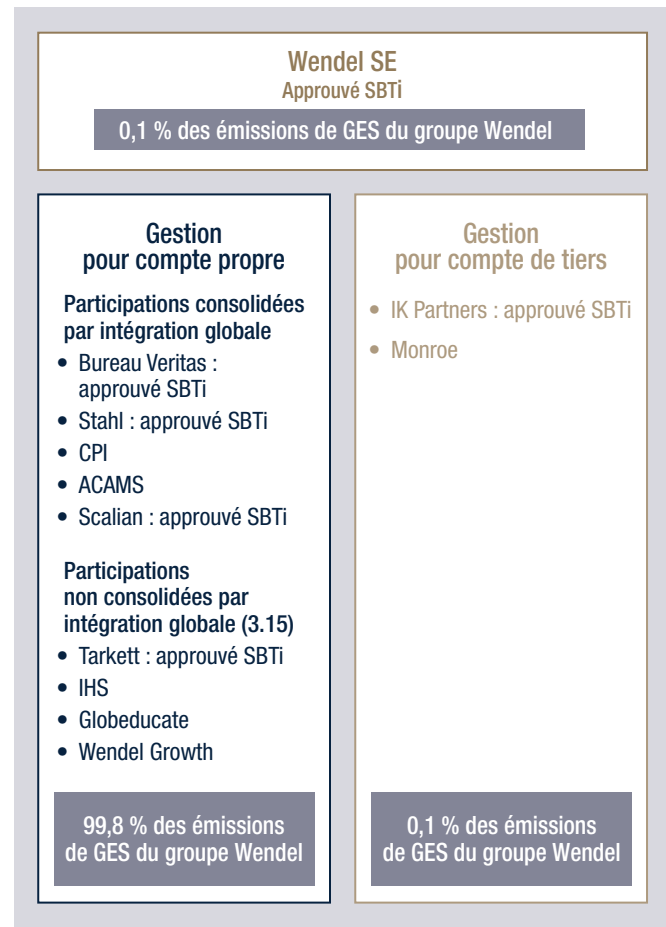 Wendel SE
Approuvé SBTi
0,1 % des émissions de GES du groupe Wendel
Gestion
pour compte propre
Participations consolidées
par intégration globale
• Bureau Veritas :
approuvé SBTi
• Stahl : approuvé SBTi
• CPI
• ACAMS
• Scalian : approuvé SBTi
Participations
non consolidées par
intégration globale (3.15)
• Tarkett : approuvé SBTi
• IHS
• Globeducate
• Wendel Growth
99,8 % des émissions
de GES du groupe Wendel
Gestion
pour compte de tiers
• IK Partners : approuvé SBTi
• Monroe
0,1 % des émissions
de GES du groupe Wendel